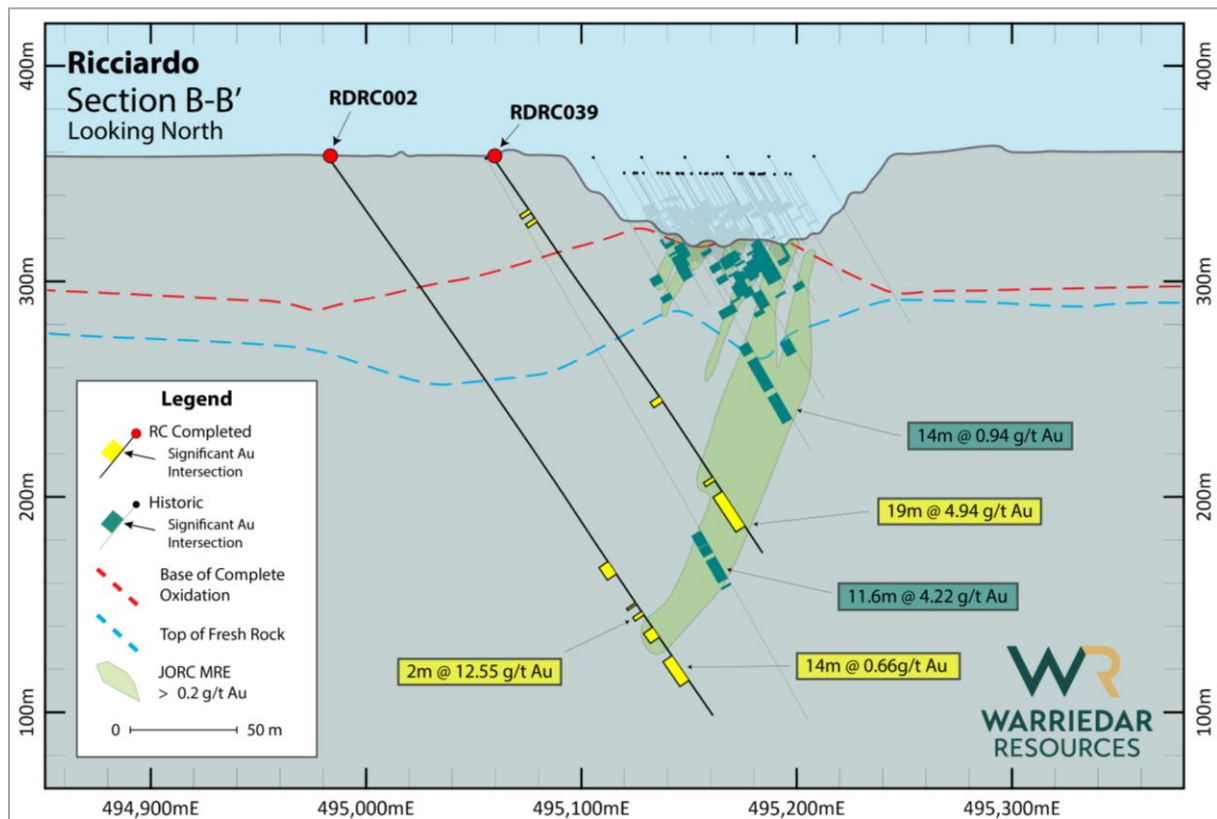 Ricciardo
Section B-B'
Looking North
RDRC002
RDRC039
400m
300m
200m
100m
400m
300m
200m
100m
Legend
RC Completed
Significant Au
Intersection
Historic
Significant Au
Intersection
Base of Complete
Oxidation
Top of Fresh Rock
JORC MRE
> 0.2 g/t Au
0 50 m
14m @ 0.94 g/t Au
19m @ 4.94 g/t Au
11.6m @ 4.22 g/t Au
2m @ 12.55 g/t Au
14m @ 0.66g/t Au
WR
WARRIEDAR
RESOURCES
494,900mE
495,000mE
495,100mE
495,200mE
495,300mE